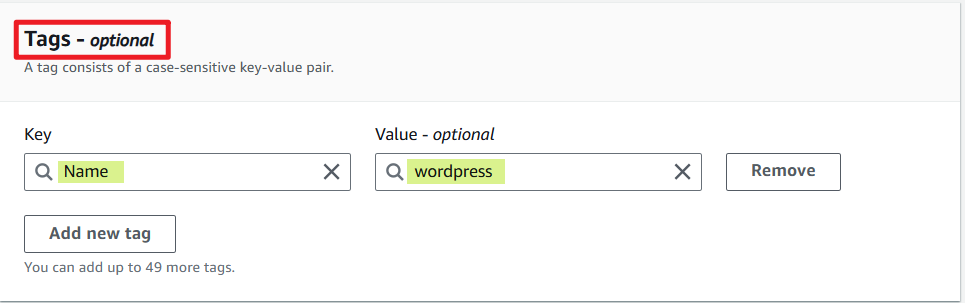 Tags - optional
A tag consists of a case-sensitive key-value pair.
Key
Value - optional
Name
wordpress
Remove
Add new tag
You can add up to 49 more tags.